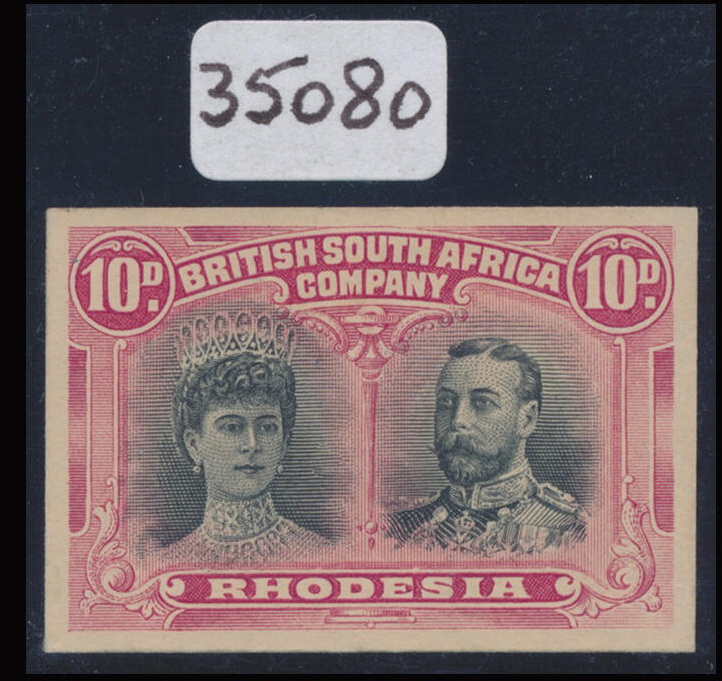 35080
10D. BRITISH SOUTH AFRICA 10D.
COMPANY
RHODESIA